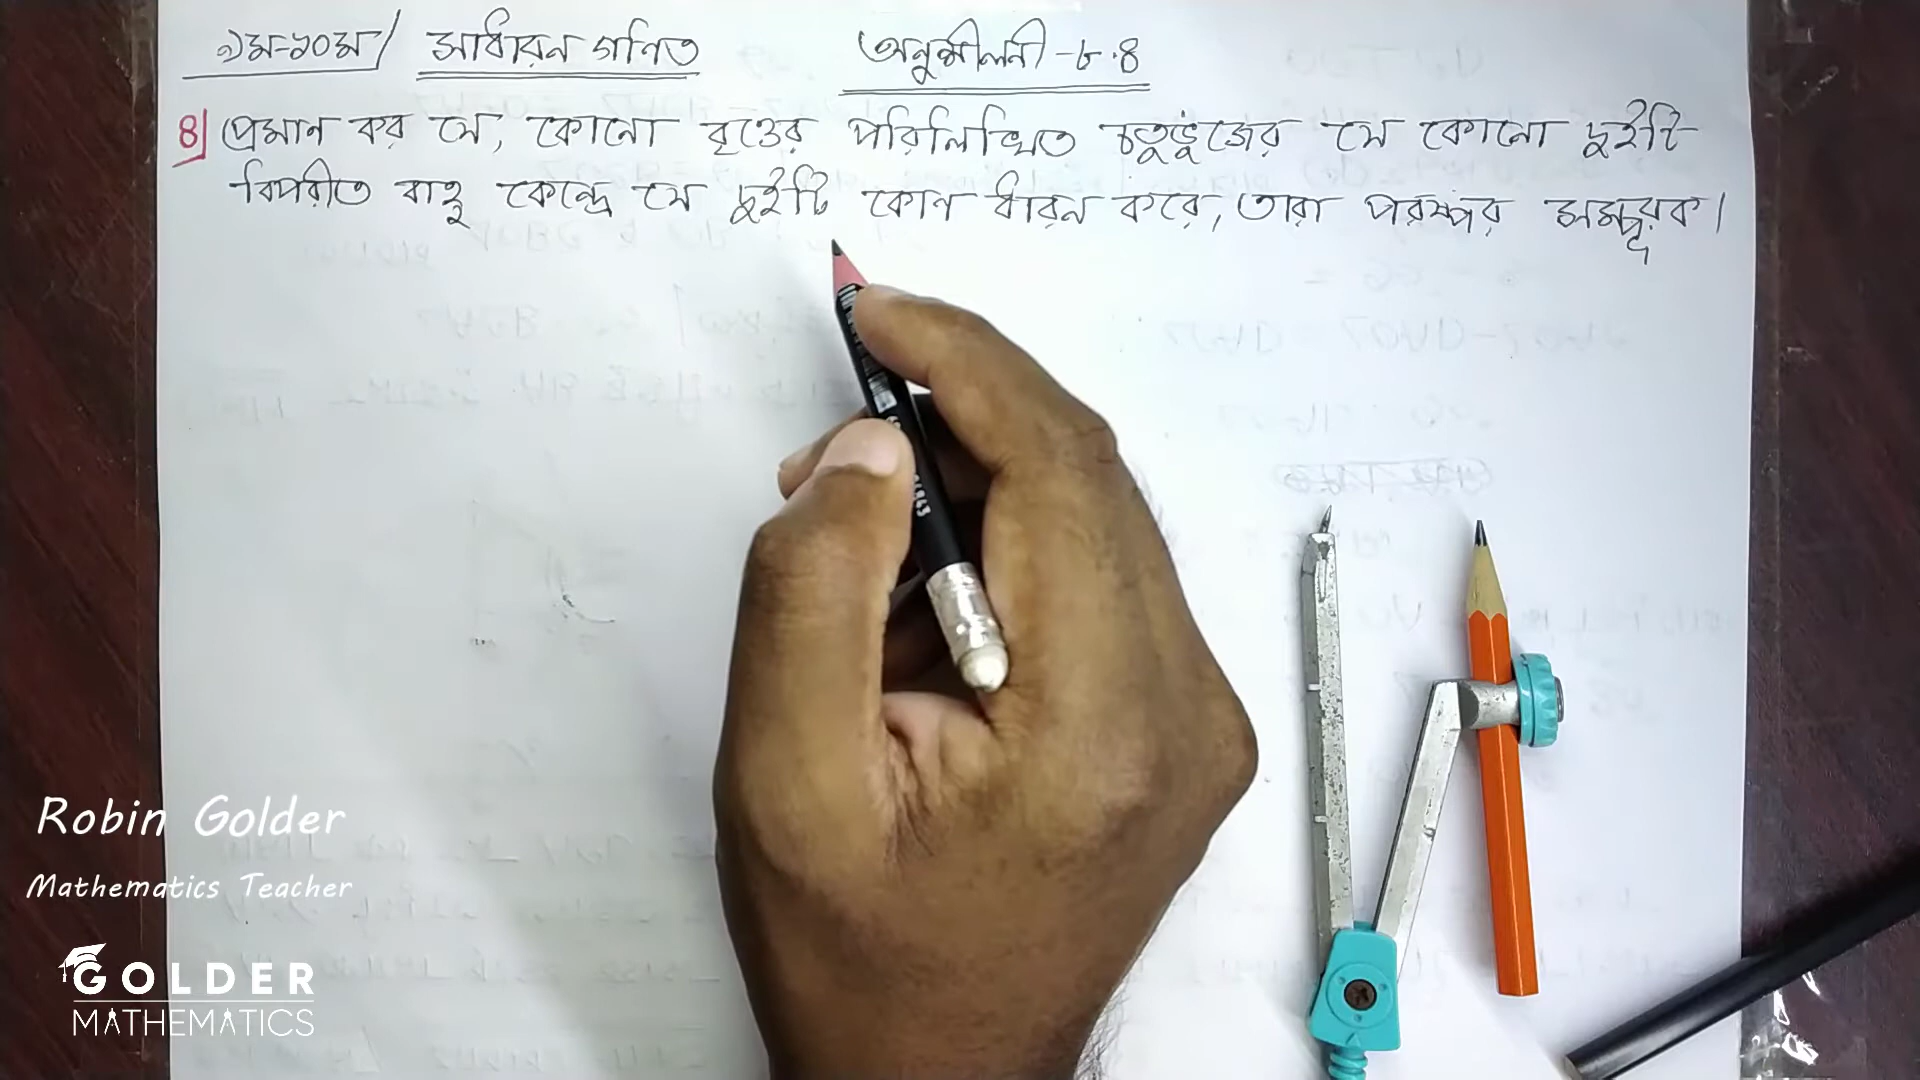 ৯ম-১০ম / সাধারন গণিত অনুশীলনী-৮.৪
৪| প্রমান কর যে, কোনো বৃত্তের পরিলিখিত চতুর্ভুজের যে কোনো দুইটি
বিপরীত বাহু কেন্দ্রে যে দুইটি কোণ ধারন করে, তারা পরষ্পর সম্পূরক।
Robin Golder
Mathematics Teacher
GOLDER
MATHEMATICS